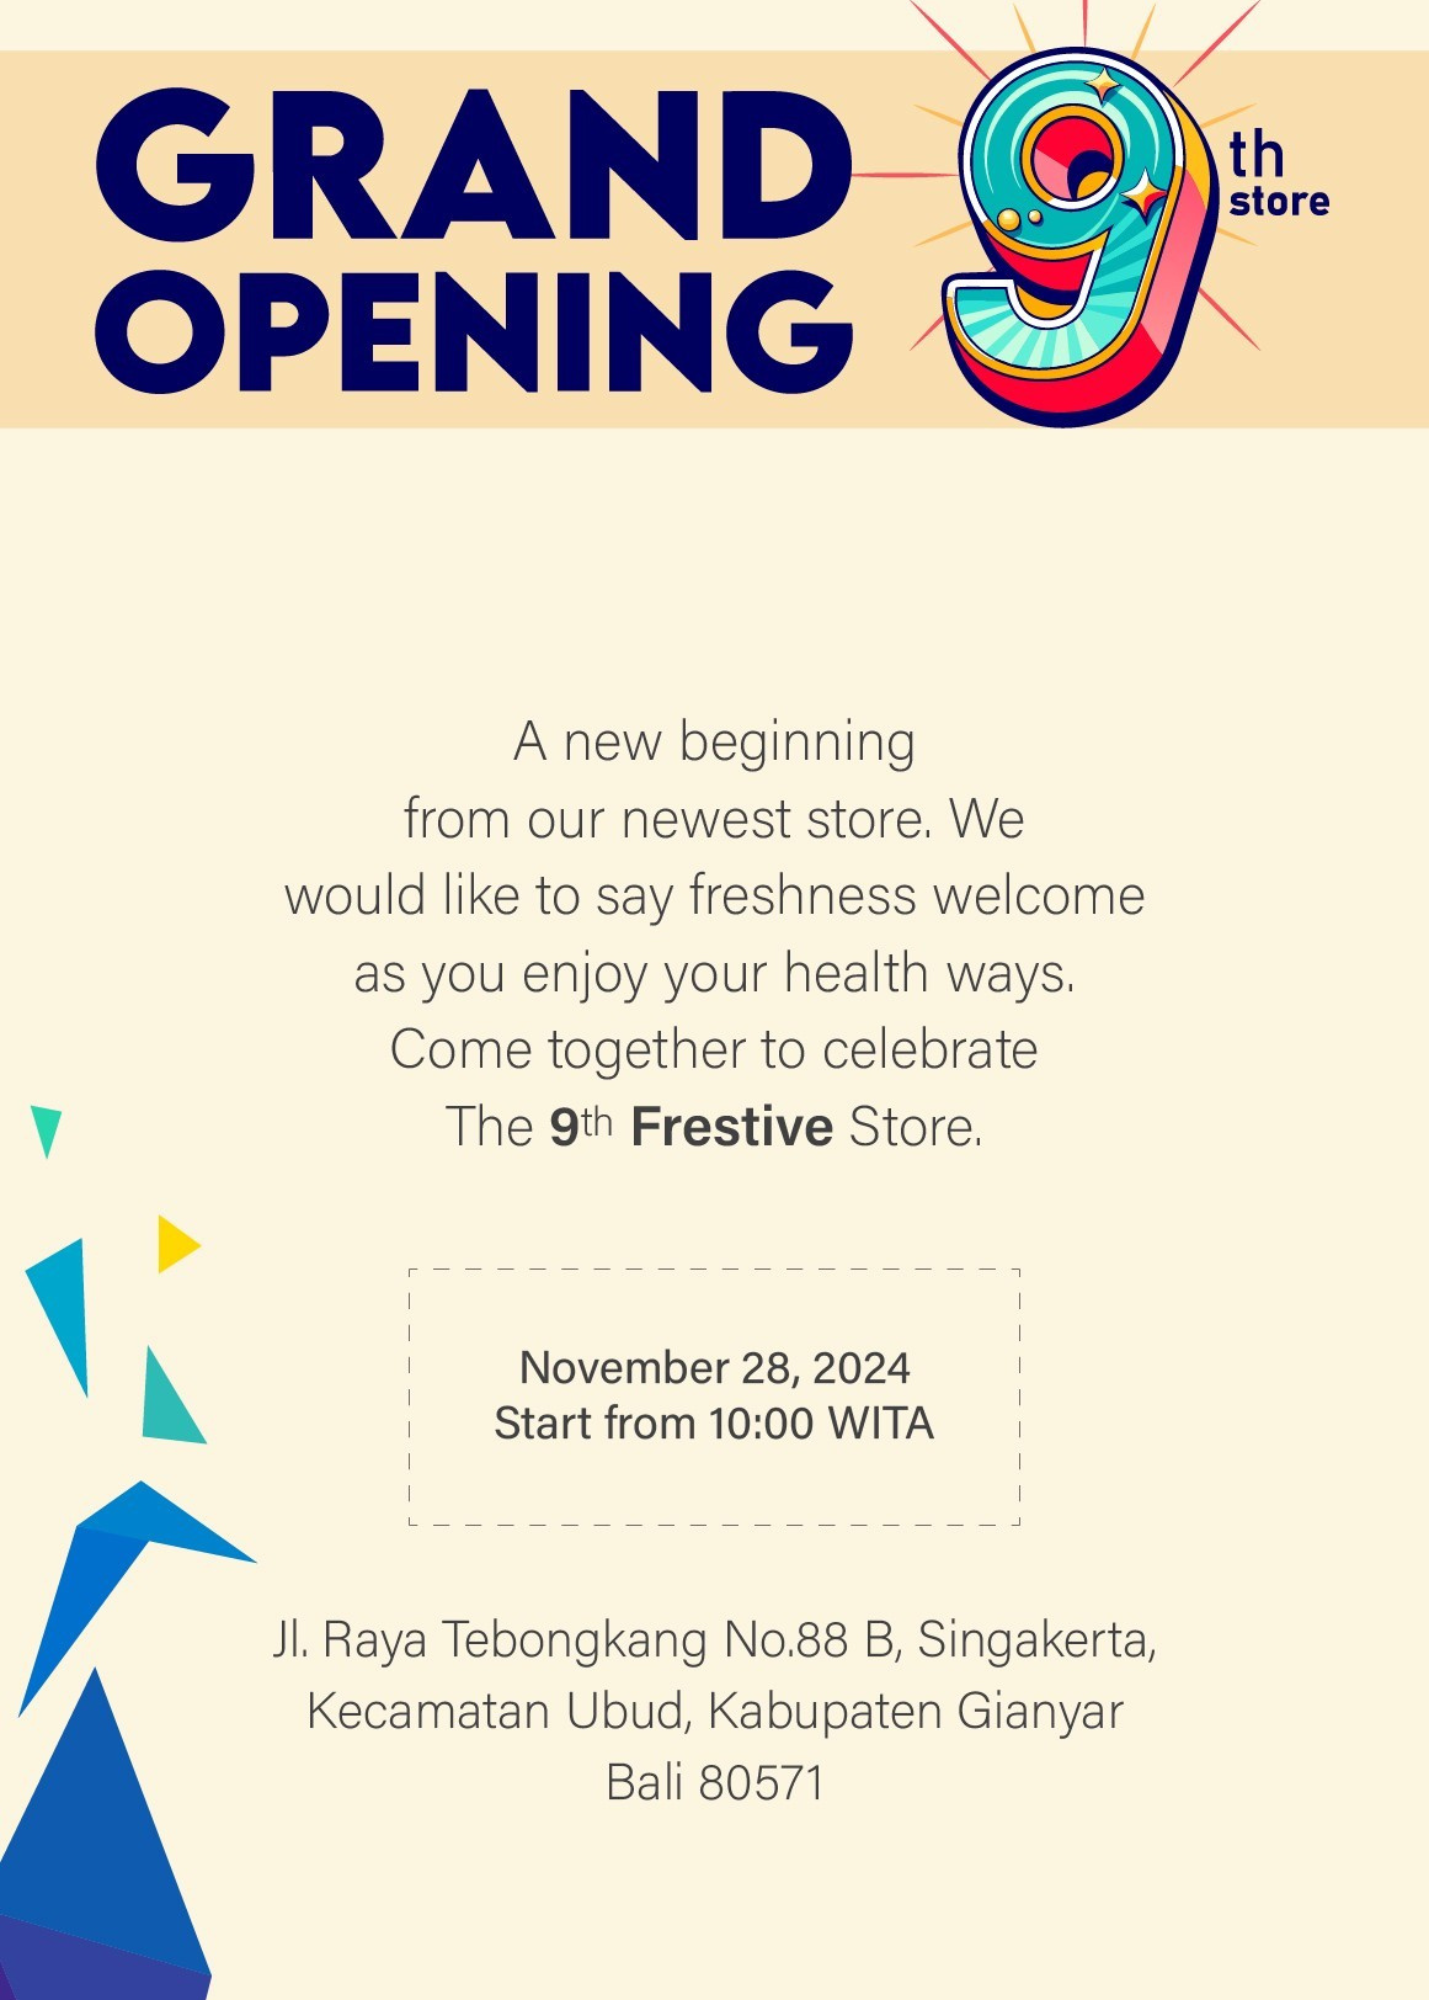 GRAND
OPENING
9th
store
A new beginning
from our newest store. We
would like to say freshness welcome
as you enjoy your health ways.
Come together to celebrate
The 9th Frestive Store.
November 28, 2024
Start from 10:00 WITA
Jl. Raya Tebongkang No.88 B, Singakerta,
Kecamatan Ubud, Kabupaten Gianyar
Bali 80571